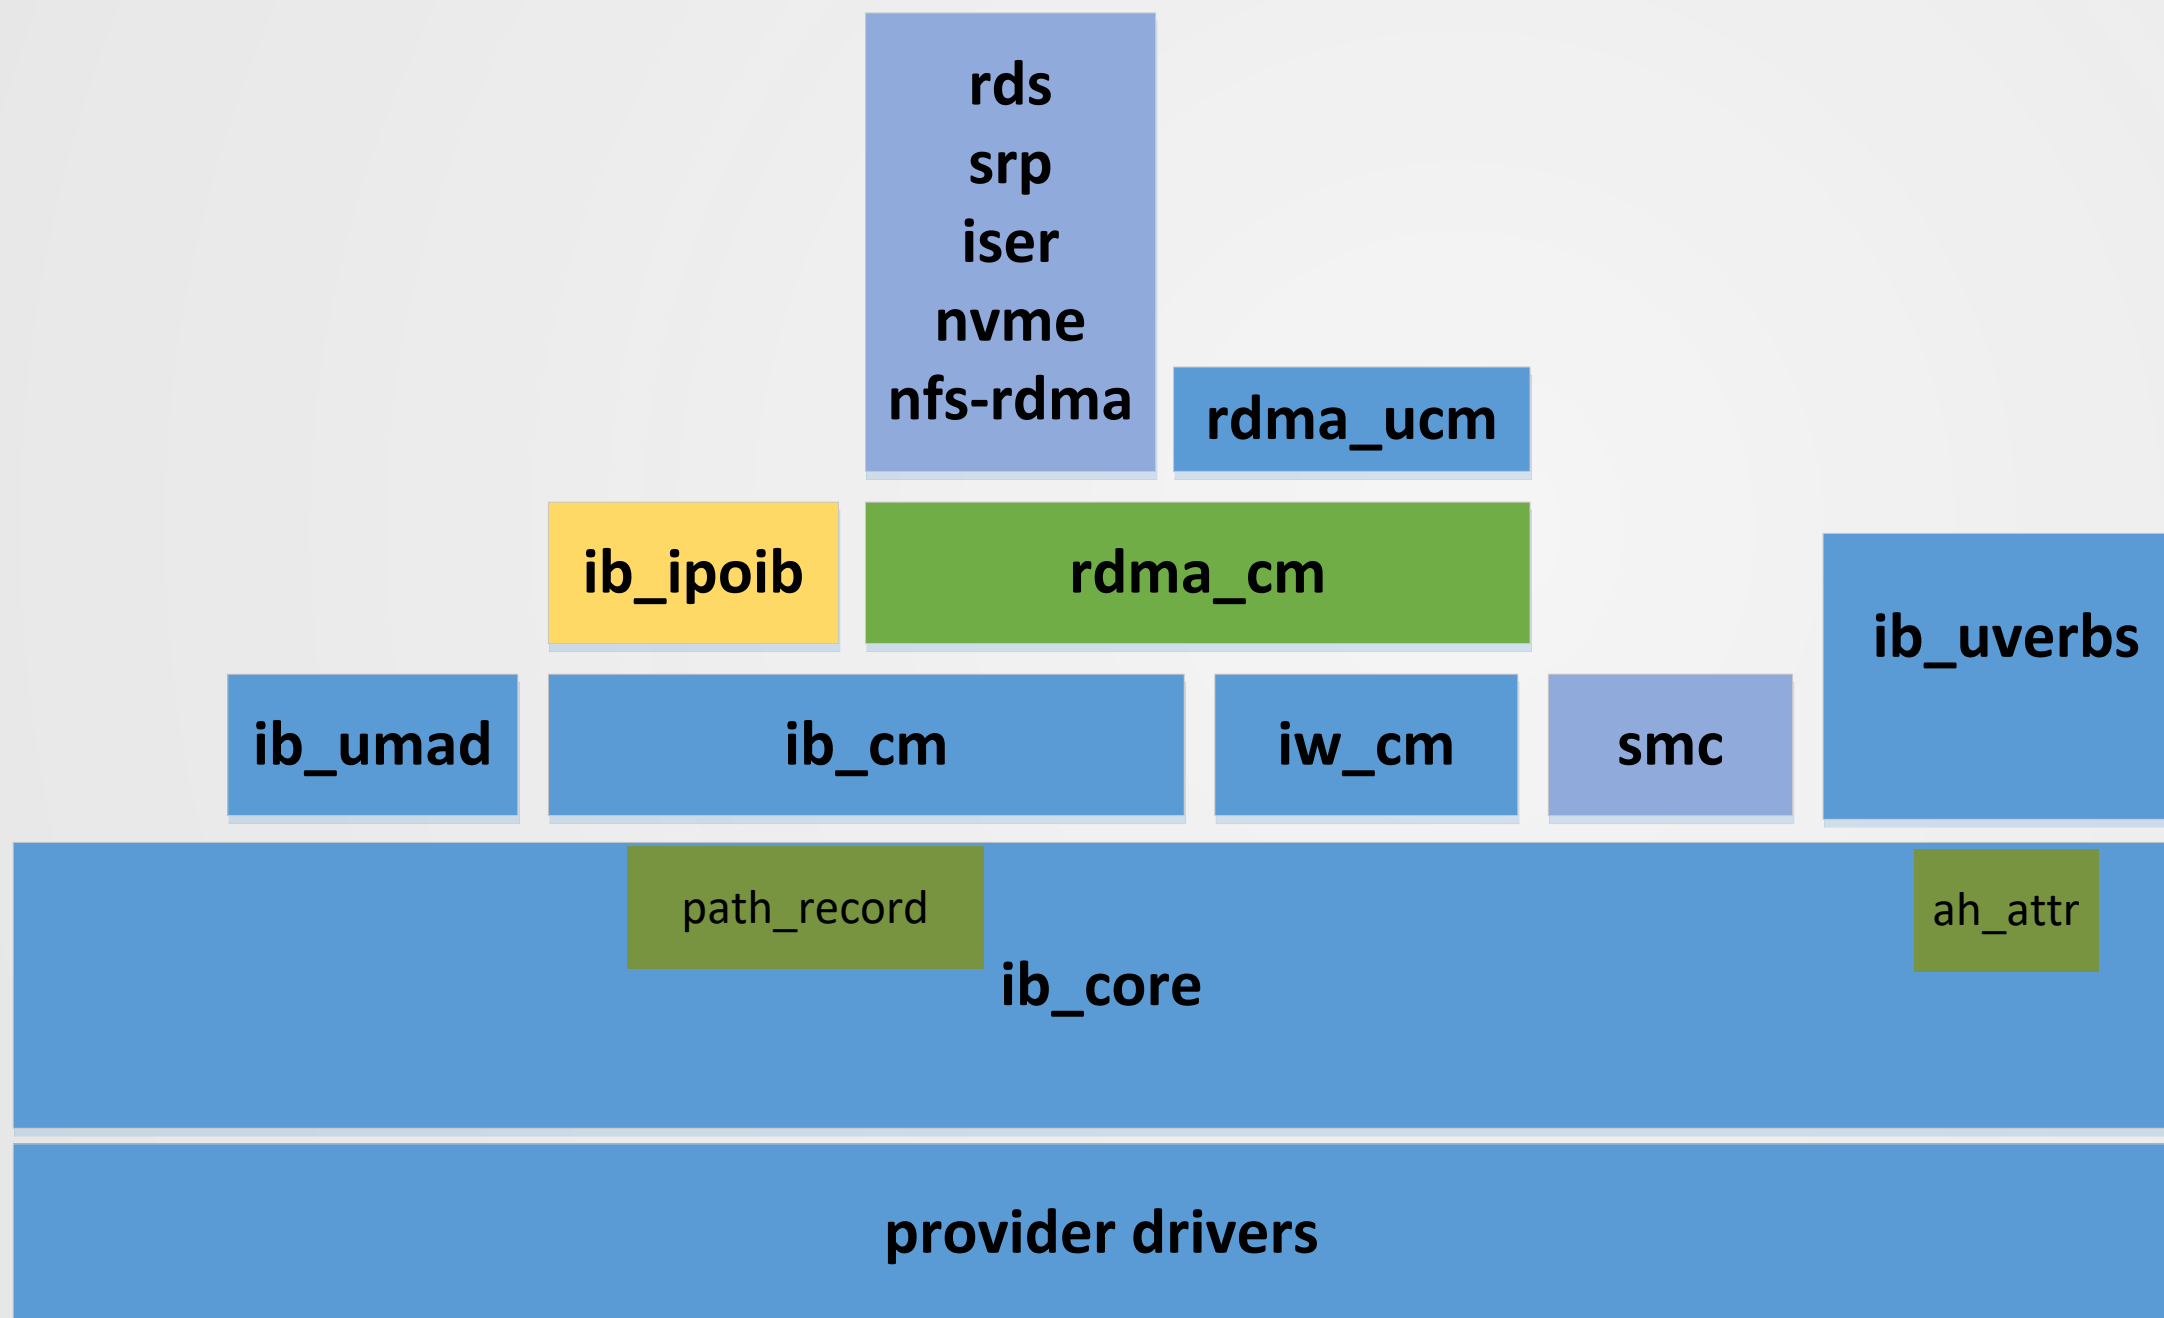 rds
srp
iser
nvme
nfs-rdma
rdma_ucm
ib_ipoib
rdma_cm
ib_uverbs
ib_umad
ib_cm
iw_cm
smc
path_record
ah_attr
ib_core
provider drivers